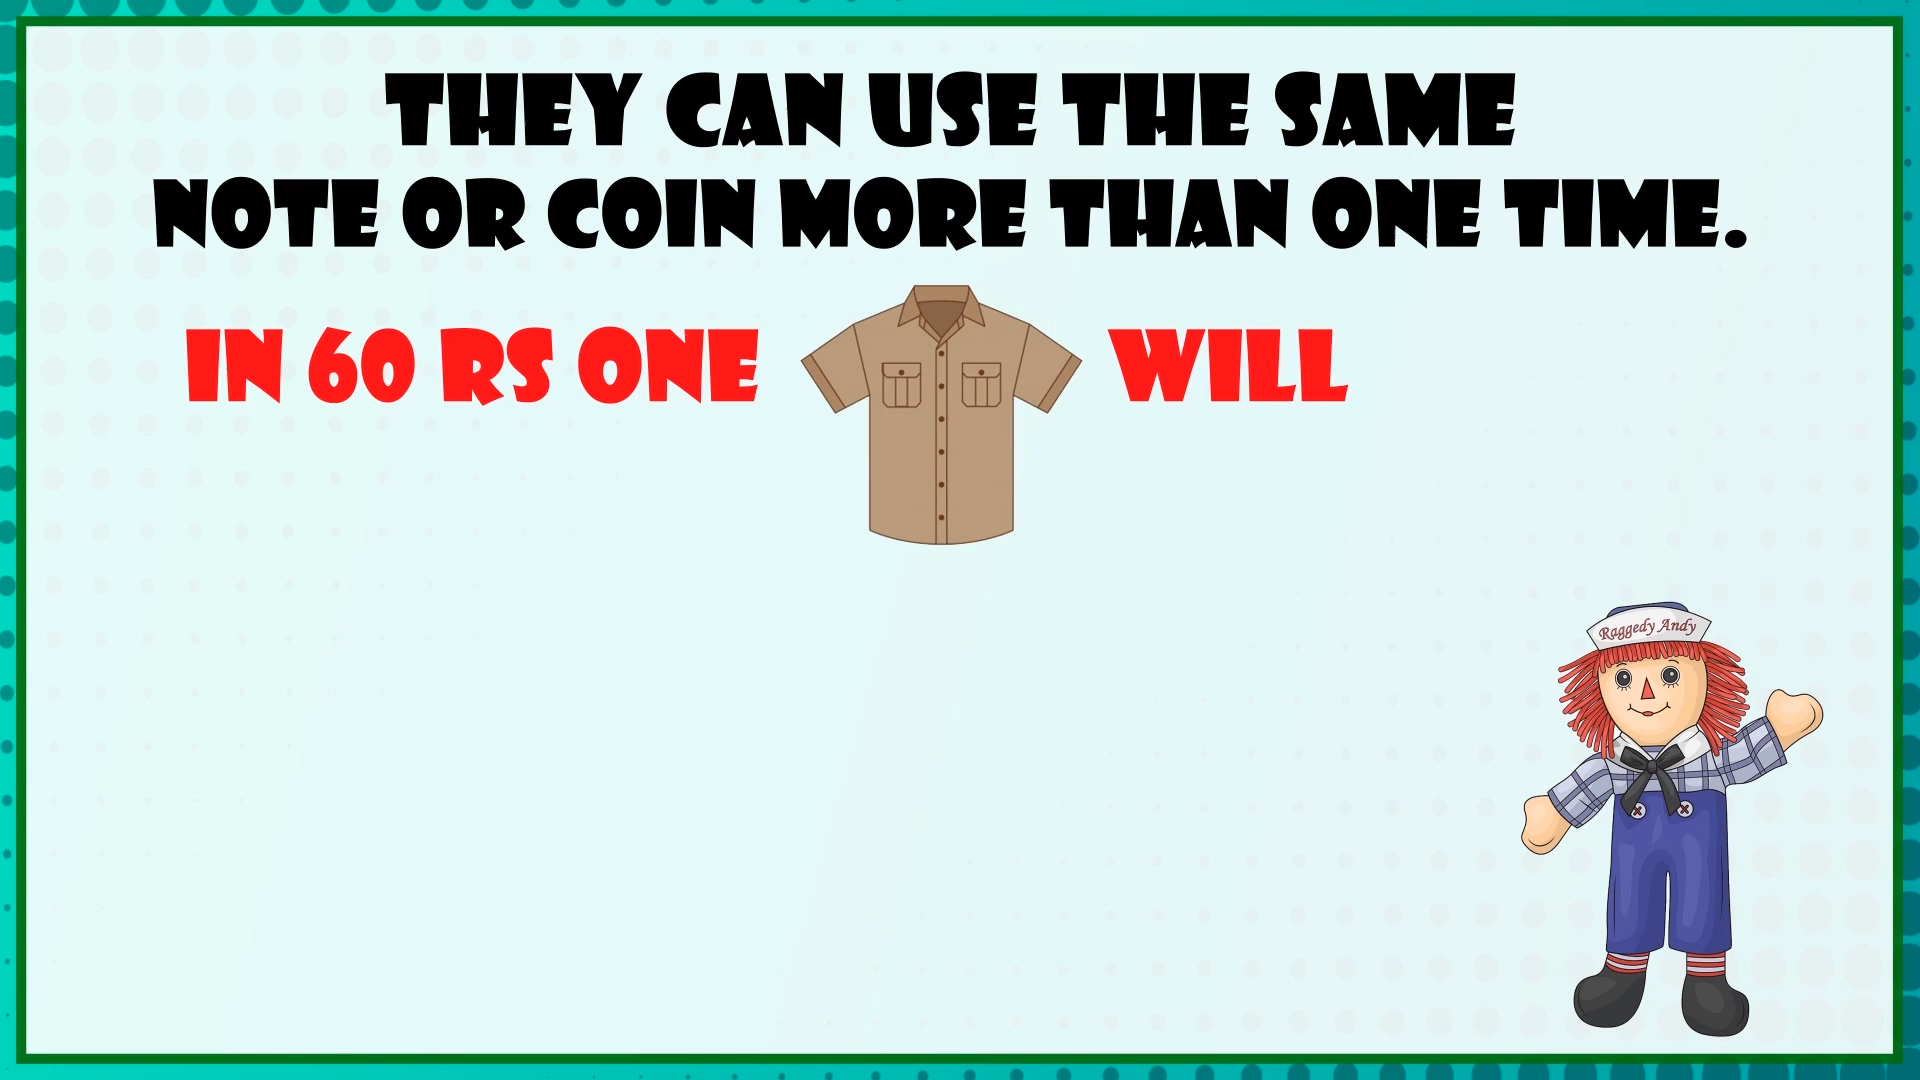 THEY CAN USE THE SAME
NOTE OR COIN MORE THAN ONE TIME.
IN 60 RS ONE WILL
Raggedy Andy